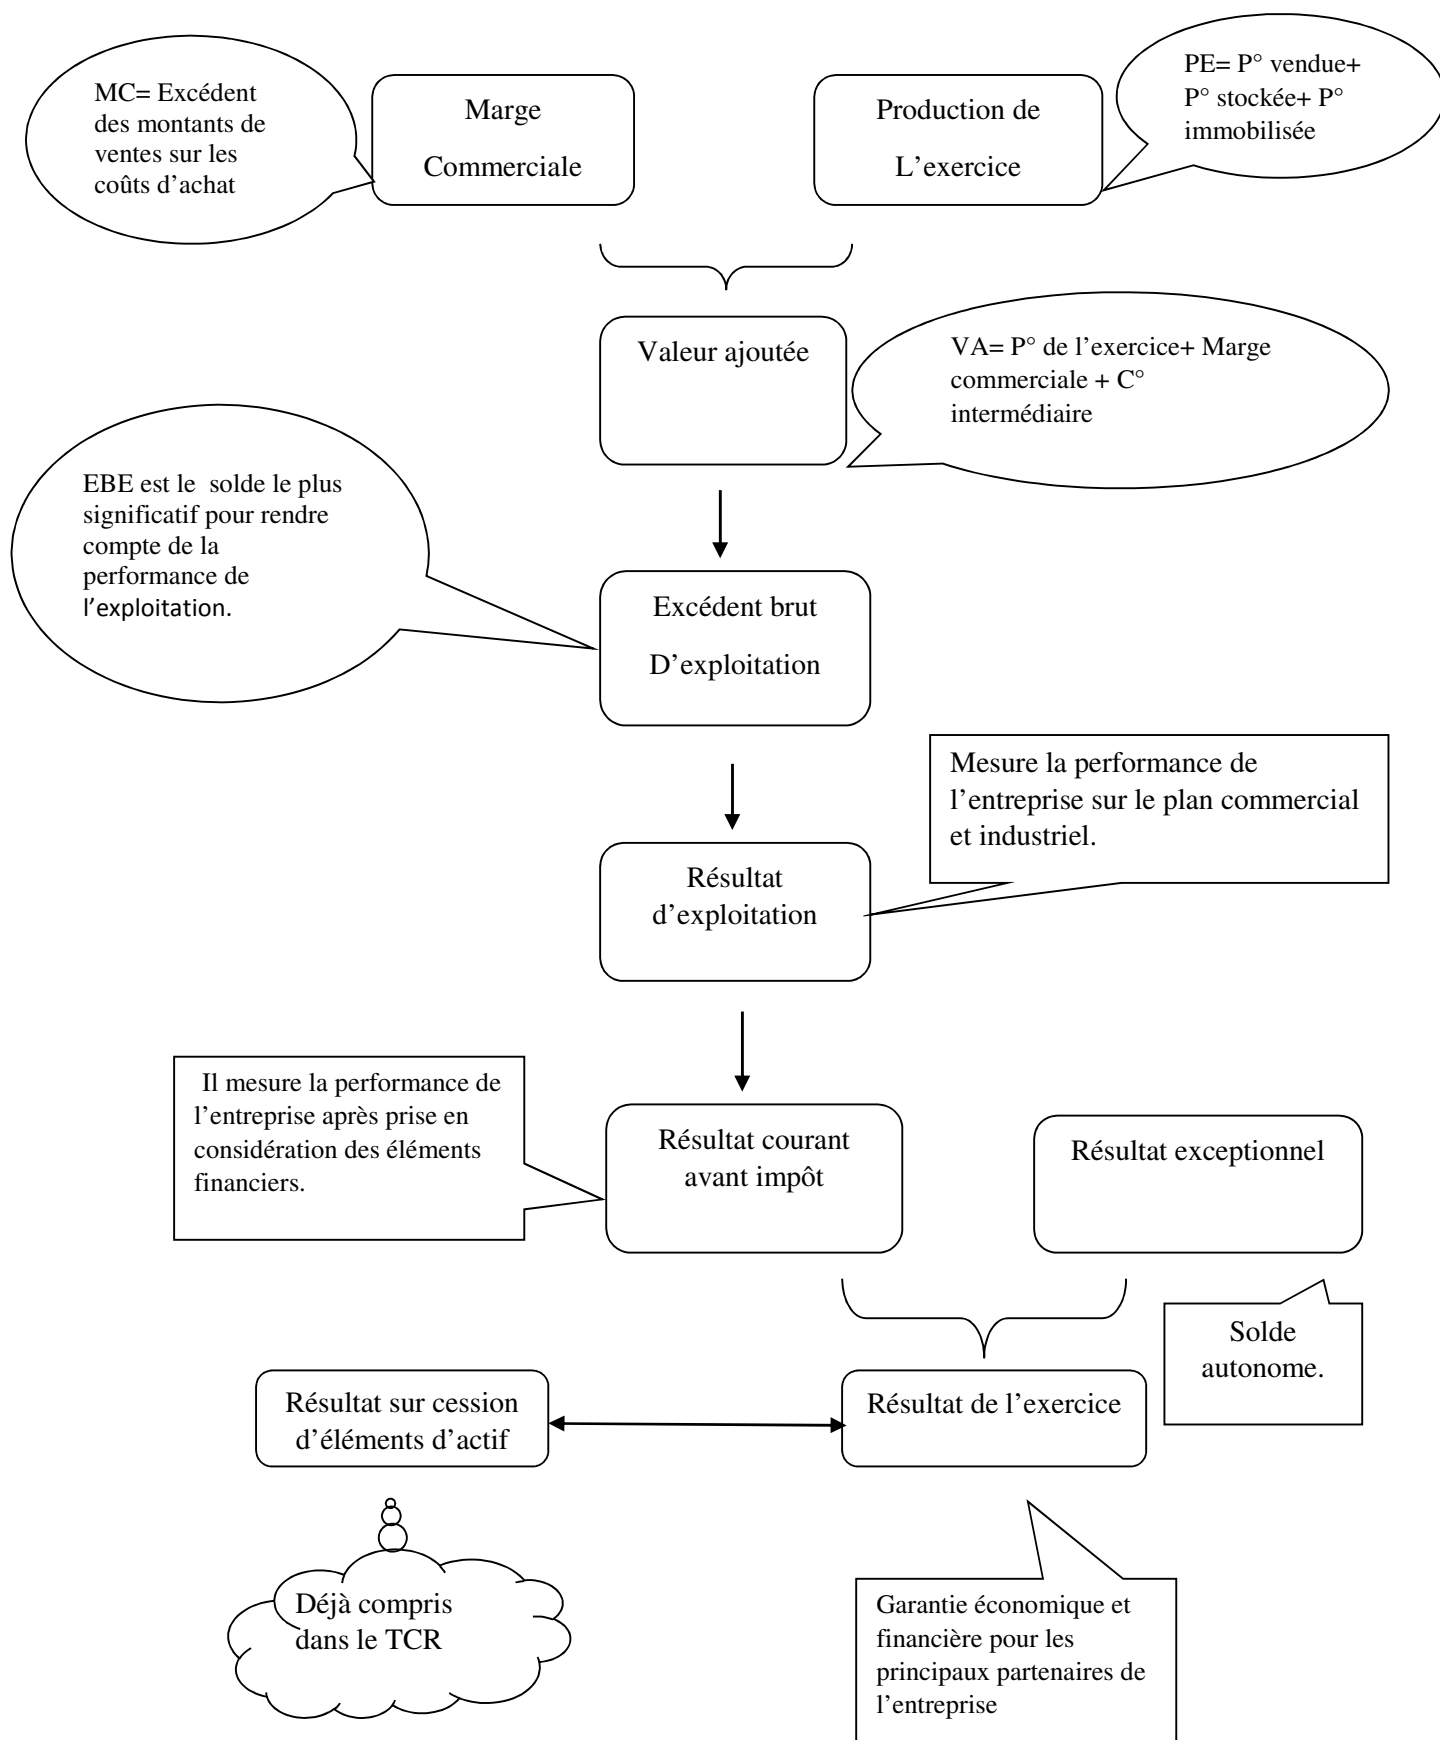 MC= Excédent
des montants de
ventes sur les
coûts d’achat
Marge
Commerciale
Production de
L’exercice
PE= P° vendue+
P° stockée+ P°
immobilisée
Valeur ajoutée
VA= P° de l’exercice+ Marge
commerciale + C°
intermédiaire
EBE est le solde le plus
significatif pour rendre
compte de la
performance de
l’exploitation.
Excédent brut
D’exploitation
Mesure la performance de
l’entreprise sur le plan commercial
et industriel.
Résultat
d’exploitation
Il mesure la performance de
l’entreprise après prise en
considération des éléments
financiers.
Résultat courant
avant impôt
Résultat exceptionnel
Solde
autonome.
Résultat sur cession
d’éléments d’actif
Résultat de l’exercice
Déjà compris
dans le TCR
Garantie économique et
financière pour les
principaux partenaires de
l’entreprise